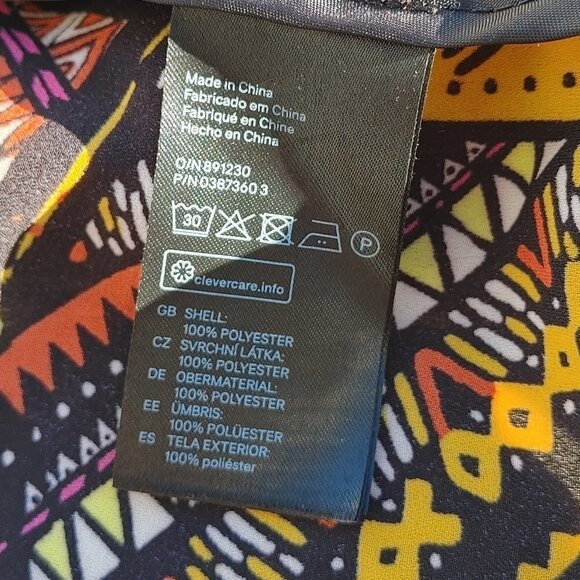 Made in China
Fabricado em China
Fabriqué en Chine
Hecho en China
O/N 891230
P/N 0387360 3
30 P
clevercare.info
GB SHELL:
100% POLYESTER
CZ SVRCHNÍ LÁTKA:
100% POLYESTER
DE OBERMATERIAL:
100% POLYESTER
EE ÜMBRIS:
100% POLÜESTER
ES TELA EXTERIOR:
100% poliéster